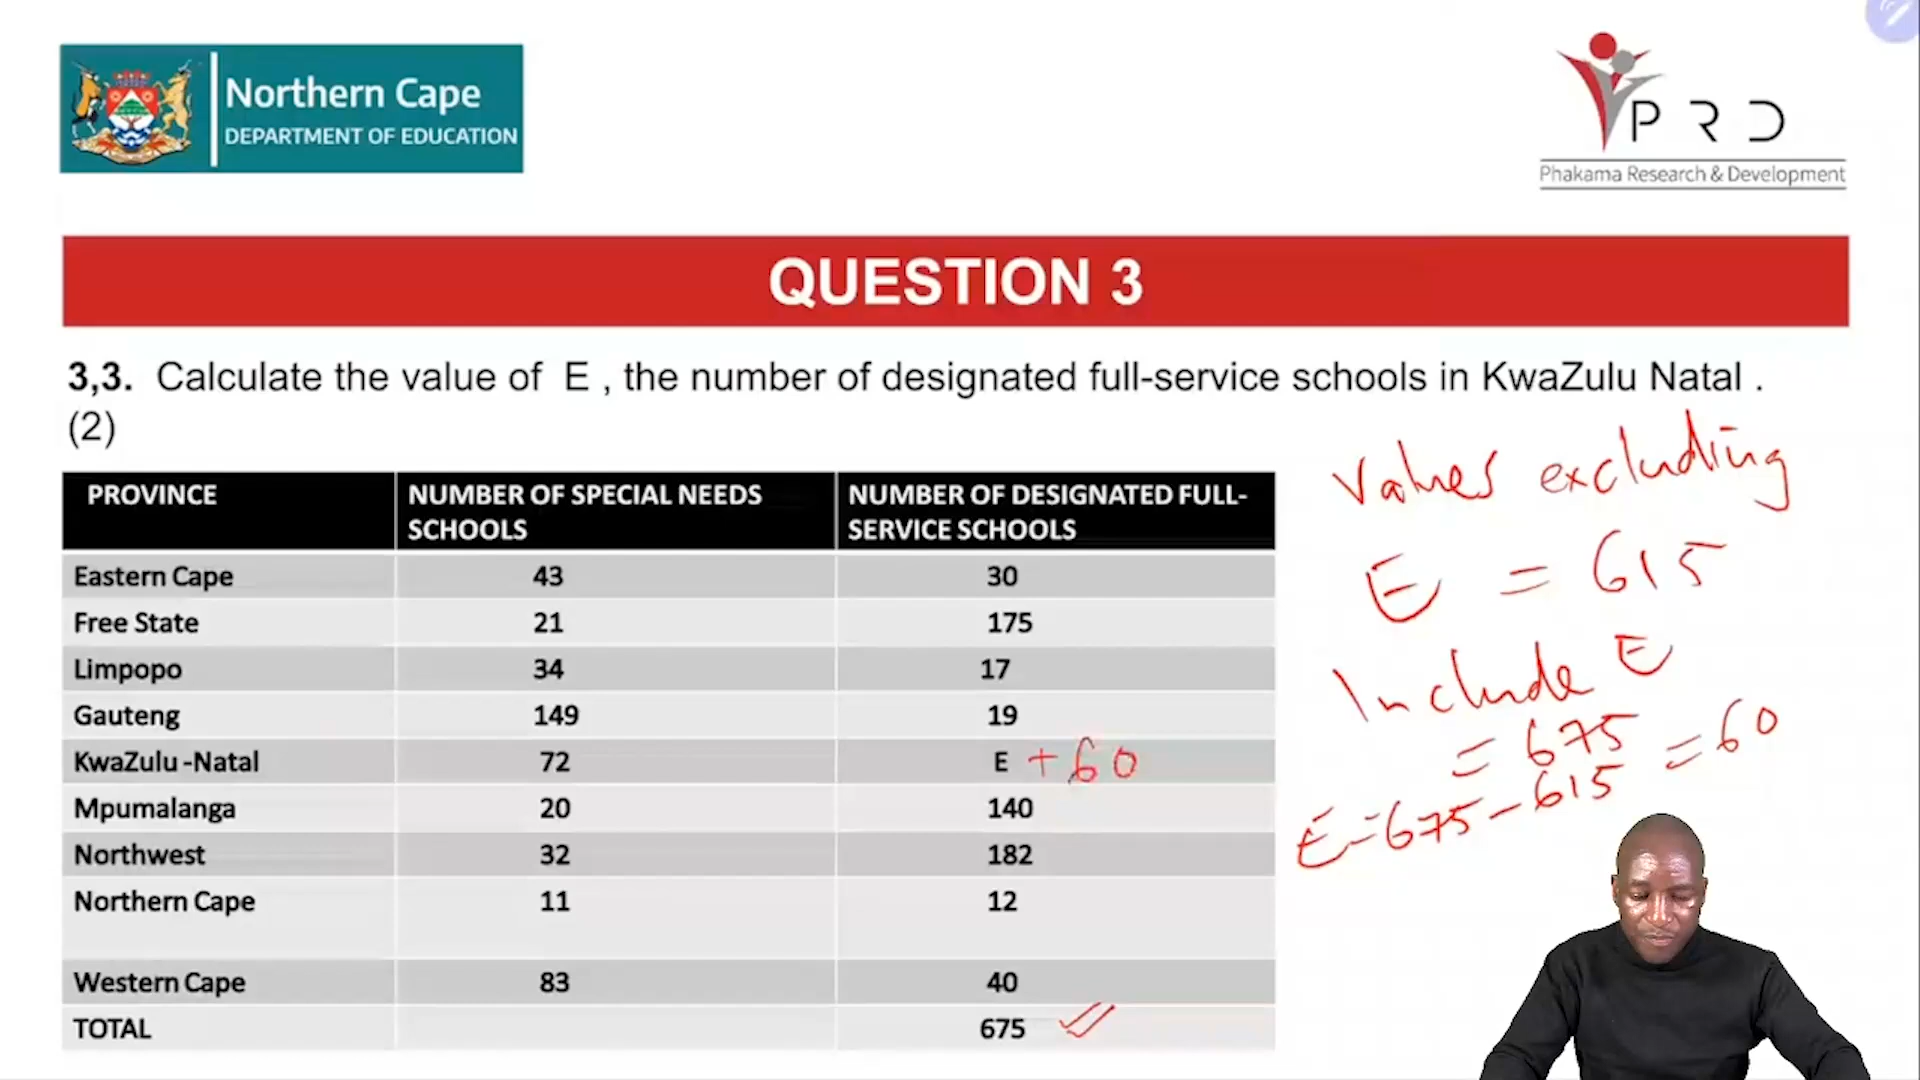 Northern Cape
DEPARTMENT OF EDUCATION
PRD
Phakama Research & Development
QUESTION 3
3,3. Calculate the value of E , the number of designated full-service schools in KwaZulu Natal .
(2)
PROVINCE NUMBER OF SPECIAL NEEDS SCHOOLS NUMBER OF DESIGNATED FULL-SERVICE SCHOOLS
Eastern Cape 43 30
Free State 21 175
Limpopo 34 17
Gauteng 149 19
KwaZulu -Natal 72 E + 60
Mpumalanga 20 140
Northwest 32 182
Northern Cape 11 12
Western Cape 83 40
TOTAL 675
Values excluding
E = 615
Include E
= 675
E = 675 - 615 = 60